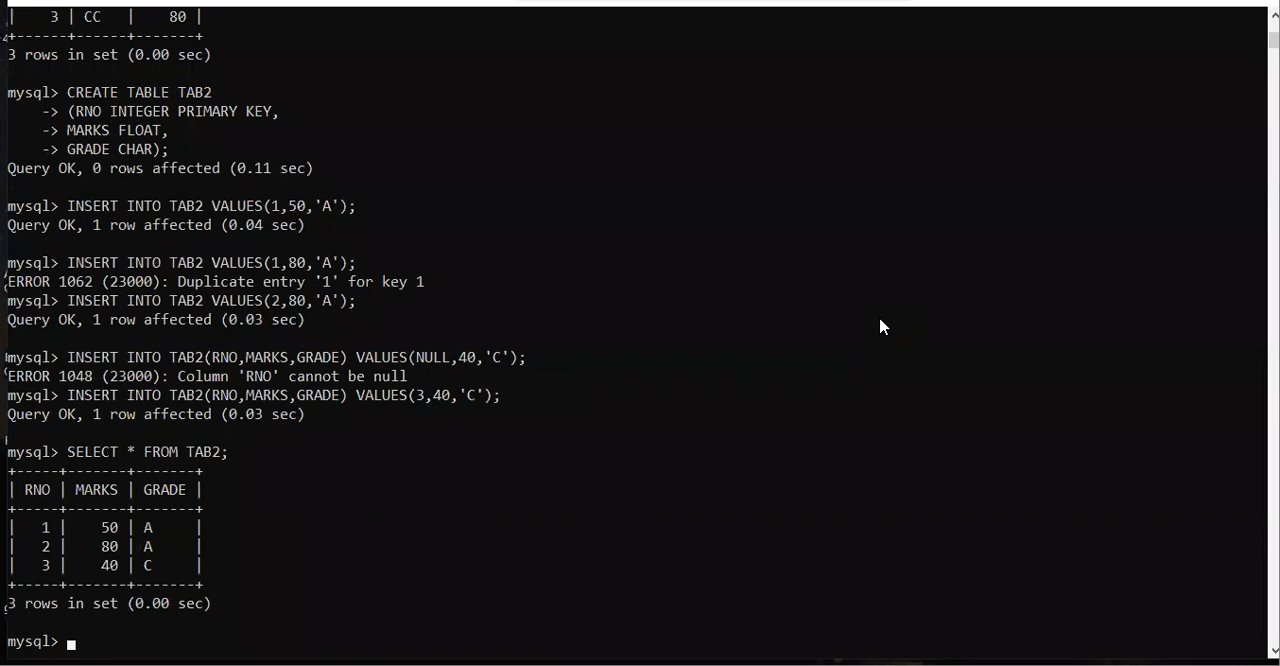 |    3 | CC   |    80 |
+------+------+-------+
3 rows in set (0.00 sec)
mysql> CREATE TABLE TAB2
    -> (RNO INTEGER PRIMARY KEY,
    -> MARKS FLOAT,
    -> GRADE CHAR);
Query OK, 0 rows affected (0.11 sec)
mysql> INSERT INTO TAB2 VALUES(1,50,'A');
Query OK, 1 row affected (0.04 sec)
mysql> INSERT INTO TAB2 VALUES(1,80,'A');
ERROR 1062 (23000): Duplicate entry '1' for key 1
mysql> INSERT INTO TAB2 VALUES(2,80,'A');
Query OK, 1 row affected (0.03 sec)
mysql> INSERT INTO TAB2(RNO,MARKS,GRADE) VALUES(NULL,40,'C');
ERROR 1048 (23000): Column 'RNO' cannot be null
mysql> INSERT INTO TAB2(RNO,MARKS,GRADE) VALUES(3,40,'C');
Query OK, 1 row affected (0.03 sec)
mysql> SELECT * FROM TAB2;
+-----+-------+-------+
| RNO | MARKS | GRADE |
+-----+-------+-------+
|   1 |    50 | A     |
|   2 |    80 | A     |
|   3 |    40 | C     |
+-----+-------+-------+
3 rows in set (0.00 sec)
mysql>